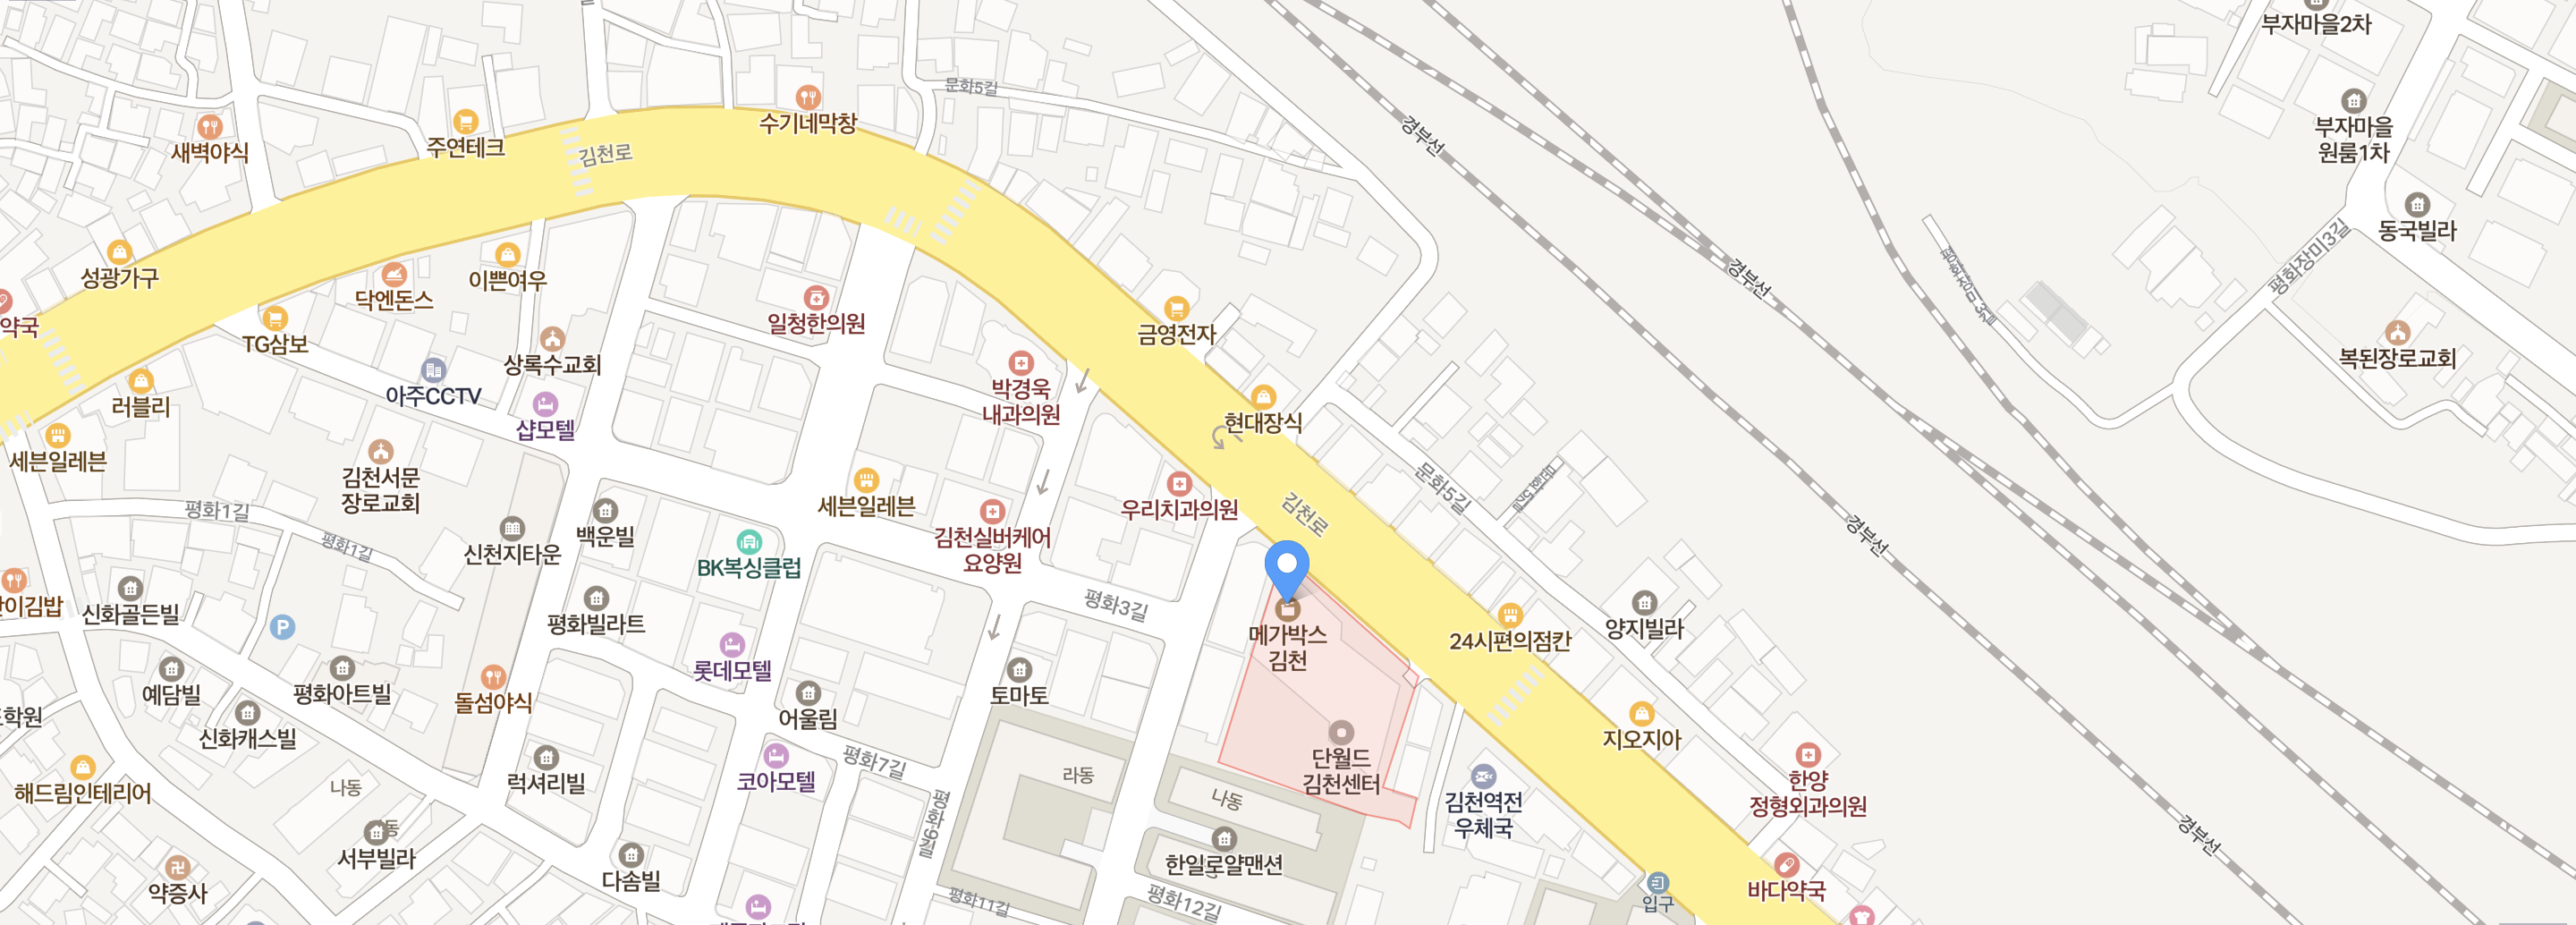 부자마을2차
문화5길
수기네막창
주연테크
새벽야식
김천로
경부선
부자마을
원룸1차
동국빌라
평화장미3길
평화장미3길
경부선
성광가구
이쁜여우
닥엔돈스
일청한의원
금영전자
약국
TG삼보
상록수교회
복된장로교회
아주CCTV
박경욱
내과의원
러블리
샵모텔
현대장식
세븐일레븐
김천서문
장로교회
세븐일레븐
문화5길
평화1길
우리치과의원
김천로
백운빌
김천실버케어
요양원
경부선
평화1길
신천지타운
BK복싱클럽
신화골든빌
P
평화빌라트
평화3길
메가박스
김천
24시편의점칸
양지빌라
이김밥
롯데모텔
예담빌
평화아트빌
돌섬야식
토마토
학원
신화캐스빌
어울림
지오지아
평화7길
단월드
김천센터
해드림인테리어
나동
럭셔리빌
코아모텔
라동
나동
김천역전
우체국
한양
정형외과의원
평화9길
서부빌라
한일로얄맨션
경부선
약증사
다솜빌
평화11길
평화12길
입구
바다약국